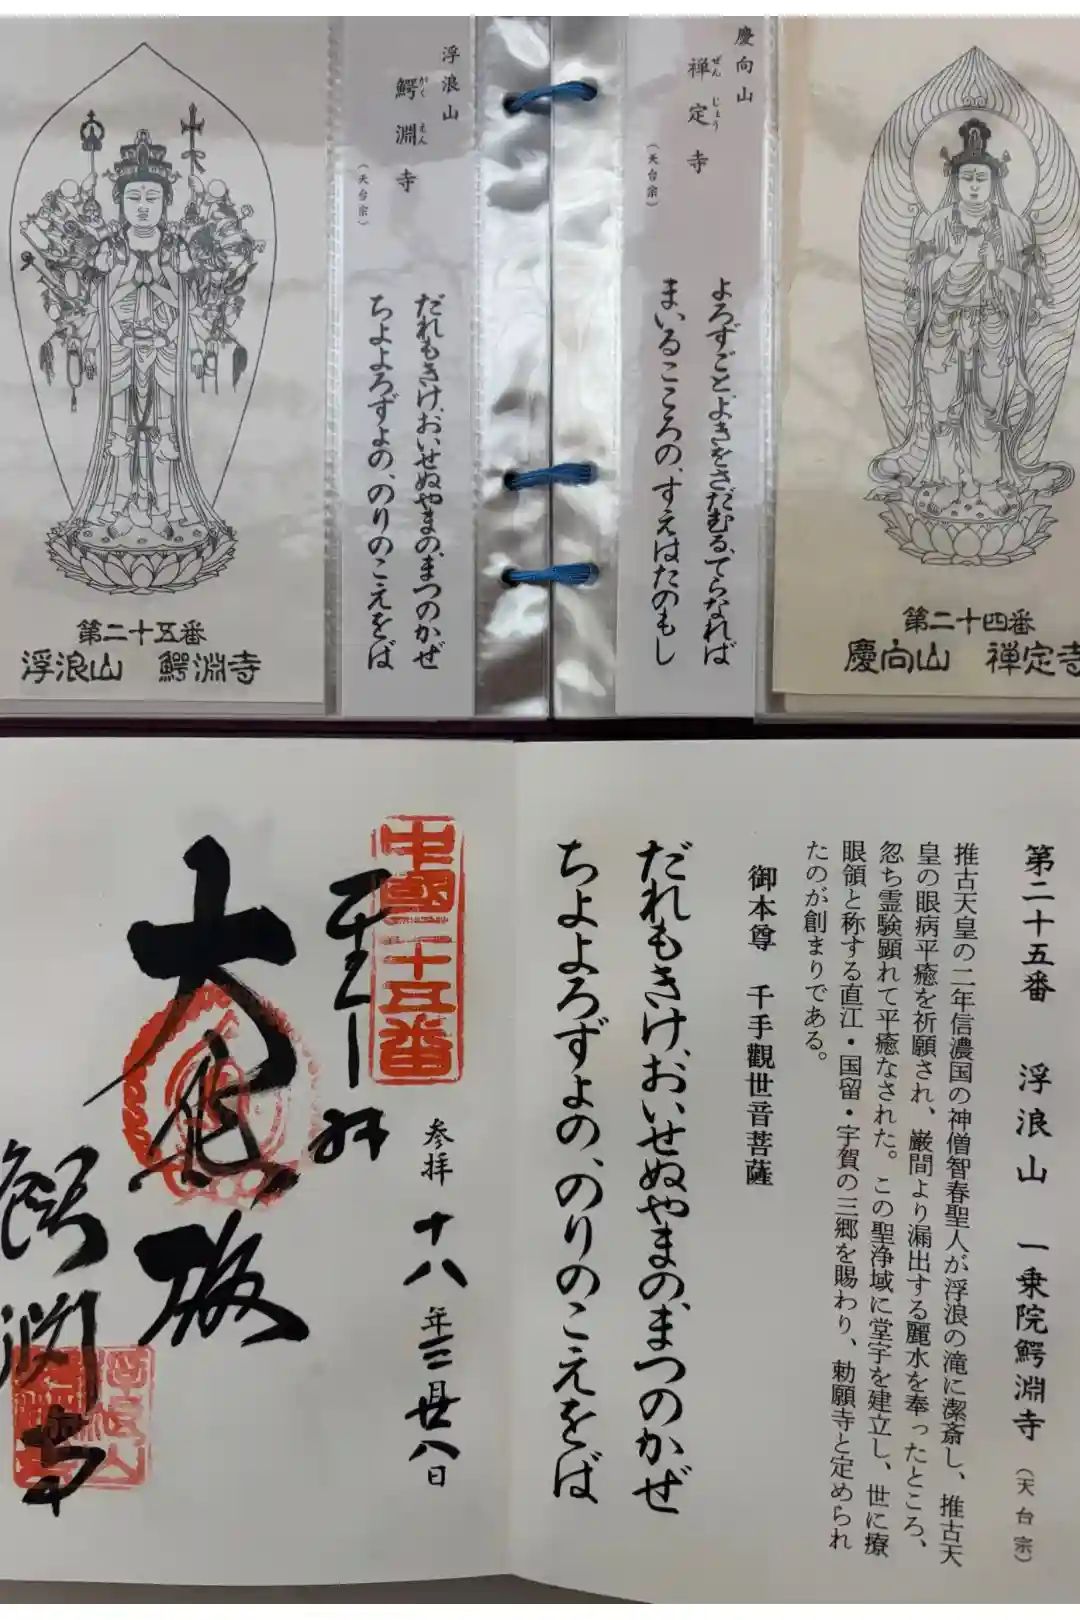 慶向山
禅定寺
ぜんじょう
(天台宗)
よろずごとよきをさだむる、てらなれば
まいるこころの、すえはたのもし
第二十四番
慶向山 禅定寺
浮浪山
鰐淵寺
がくえん
(天台宗)
だれもきけ、おいせぬやまの、まつのかぜ
ちよよろずよの、のりのこえをば
第二十五番
浮浪山 鰐淵寺
第二十五番 浮浪山 一乗院鰐淵寺 (天台宗)
推古天皇の二年信濃国の神僧智春聖人が浮浪の滝に潔斎し、推古天
皇の眼病平癒を祈願され、巌間より漏出する麗水を奉ったところ、
忽ち霊験顕れて平癒なされた。この聖浄域に堂宇を建立し、世に療
眼領と称する直江・国留・宇賀の三郷を賜わり、勅願寺と定められ
たのが創まりである。
御本尊 千手觀世音菩薩
だれもきけ、おいせぬやまの、まつのかぜ
ちよよろずよの、のりのこえをば
中國二十五番
参拝 十八年三月廿八日
大悲殿
鰐淵寺